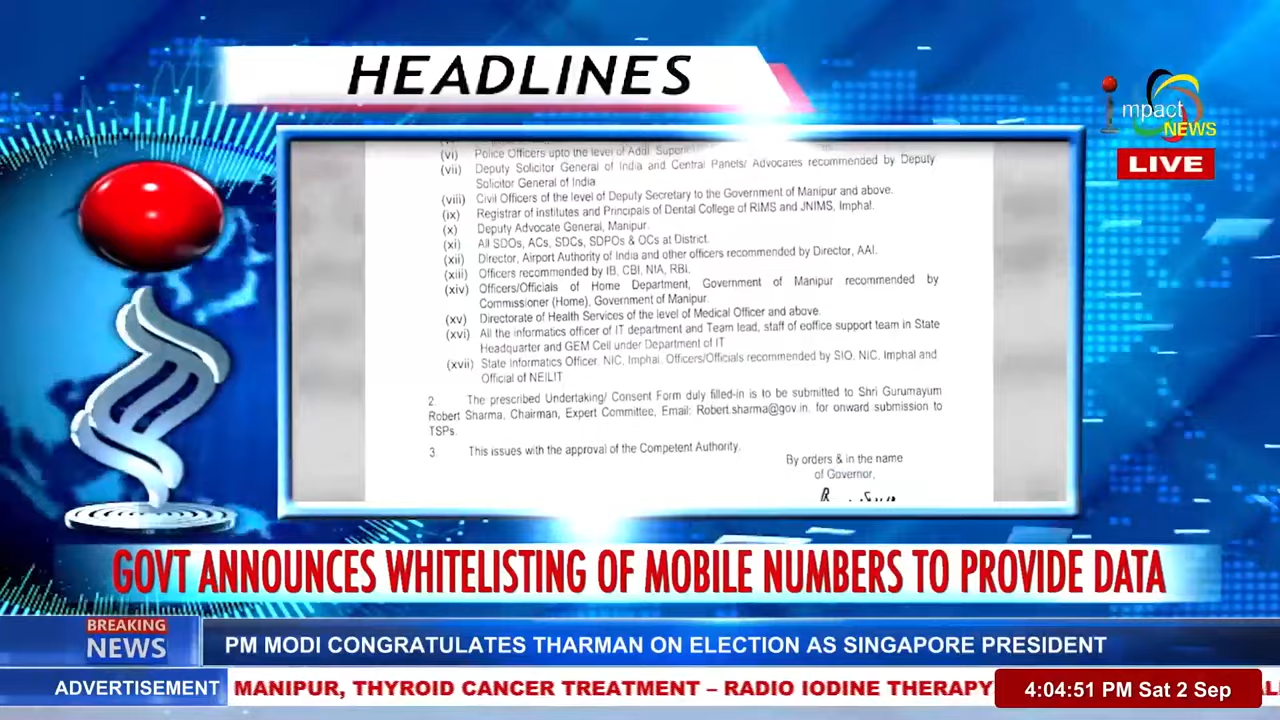 HEADLINES
impact
NEWS
LIVE
(vi) Police Officers upto the level of Addl.
(vii) Deputy Solicitor General of India and Central Panels/ Advocates recommended by Deputy
Solicitor General of India
(viii) Civil Officers of the level of Deputy Secretary to the Government of Manipur and above.
(ix) Registrar of institutes and Principals of Dental College of RIMS and JNIMS, Imphal.
(x) Deputy Advocate General, Manipur.
(xi) All SDOs, ACs, SDCs, SDPOs & OCs at District.
(xii) Director, Airport Authority of India and other officers recommended by Director, AAI.
(xiii) Officers recommended by IB, CBI, NIA, RBI.
(xiv) Officers/Officials of Home Department, Government of Manipur recommended by
Commissioner (Home), Government of Manipur.
(xv) Directorate of Health Services of the level of Medical Officer and above.
(xvi) All the informatics officer of IT department and Team lead, staff of eoffice support team in State
Headquarter and GEM Cell under Department of IT
(xvii) State Informatics Officer, NIC, Imphal, Officers/Officials recommended by SIO, NIC, Imphal and
Official of NEILIT
2. The prescribed Undertaking/ Consent Form duly filled-in is to be submitted to Shri Gurumayum
Robert Sharma, Chairman, Expert Committee, Email: Robert.sharma@gov.in. for onward submission to
TSPs.
3. This issues with the approval of the Competent Authority.
By orders & in the name
of Governor,
GOVT ANNOUNCES WHITELISTING OF MOBILE NUMBERS TO PROVIDE DATA
BREAKING
NEWS
PM MODI CONGRATULATES THARMAN ON ELECTION AS SINGAPORE PRESIDENT
ADVERTISEMENT
MANIPUR, THYROID CANCER TREATMENT – RADIO IODINE THERAPY
4:04:51 PM Sat 2 Sep